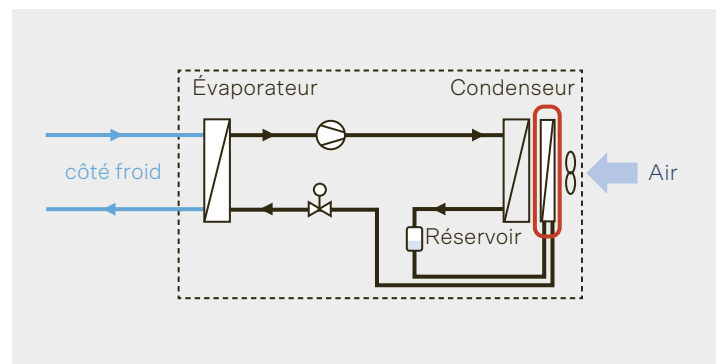 Évaporateur
Condenseur
côté froid
Air
Réservoir